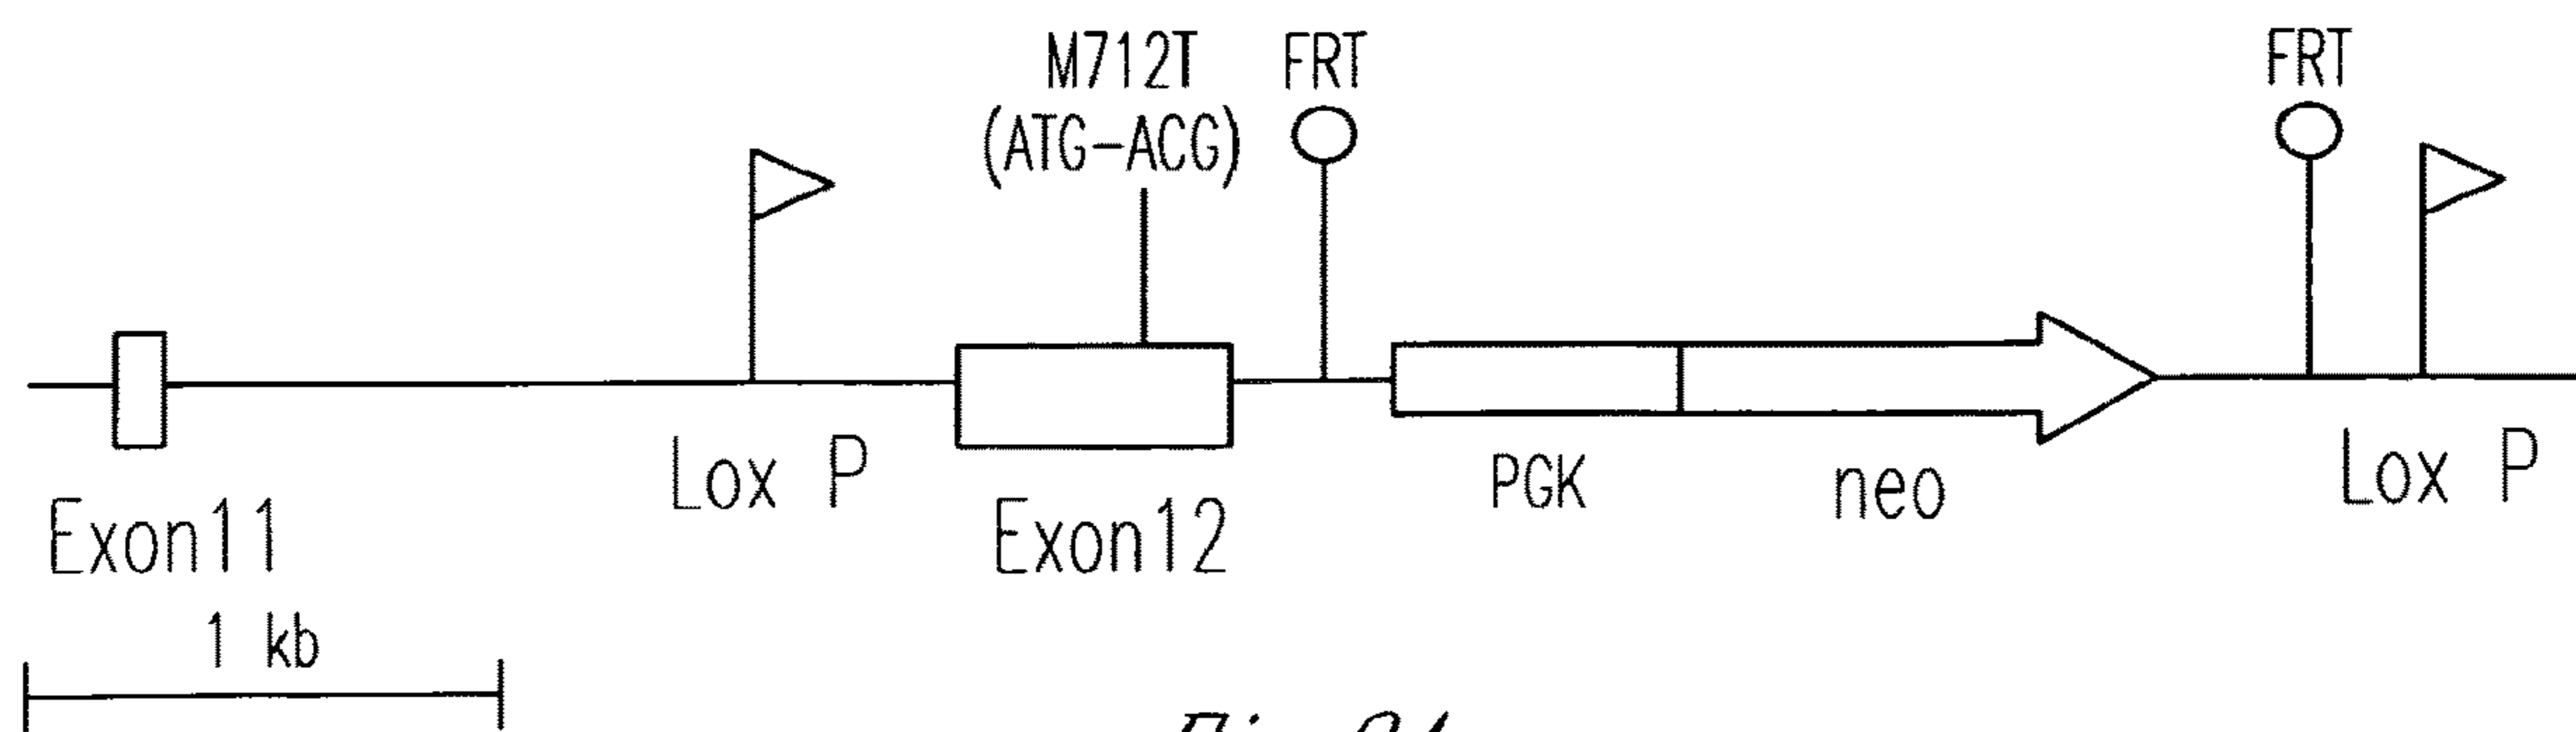 M712T
(ATG-ACG)
FRT
FRT
Lox P
Exon11
Exon12
PGK
neo
Lox P
1 kb